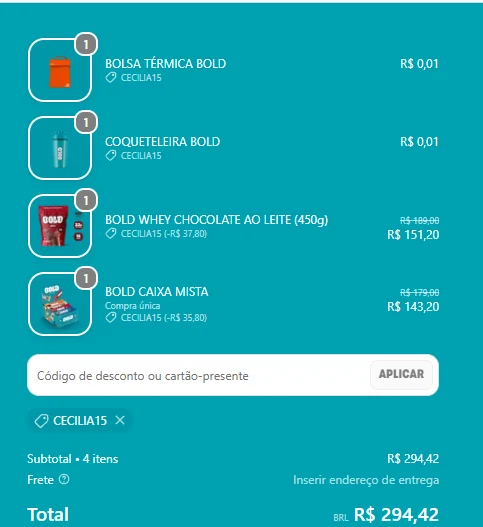 1
BOLSA TÉRMICA BOLD
R$ 0,01
CECILIA15
1
COQUETELEIRA BOLD
R$ 0,01
CECILIA15
BOLD
1
BOLD WHEY CHOCOLATE AO LEITE (450g)
R$ 189,00
CECILIA15 (-R$ 37,80)
R$ 151,20
BOLD
1
BOLD CAIXA MISTA
R$ 179,00
Compra única
R$ 143,20
CECILIA15 (-R$ 35,80)
BOLD
Código de desconto ou cartão-presente
APLICAR
CECILIA15 ×
Subtotal • 4 itens
R$ 294,42
Frete ?
Inserir endereço de entrega
Total
BRL R$ 294,42